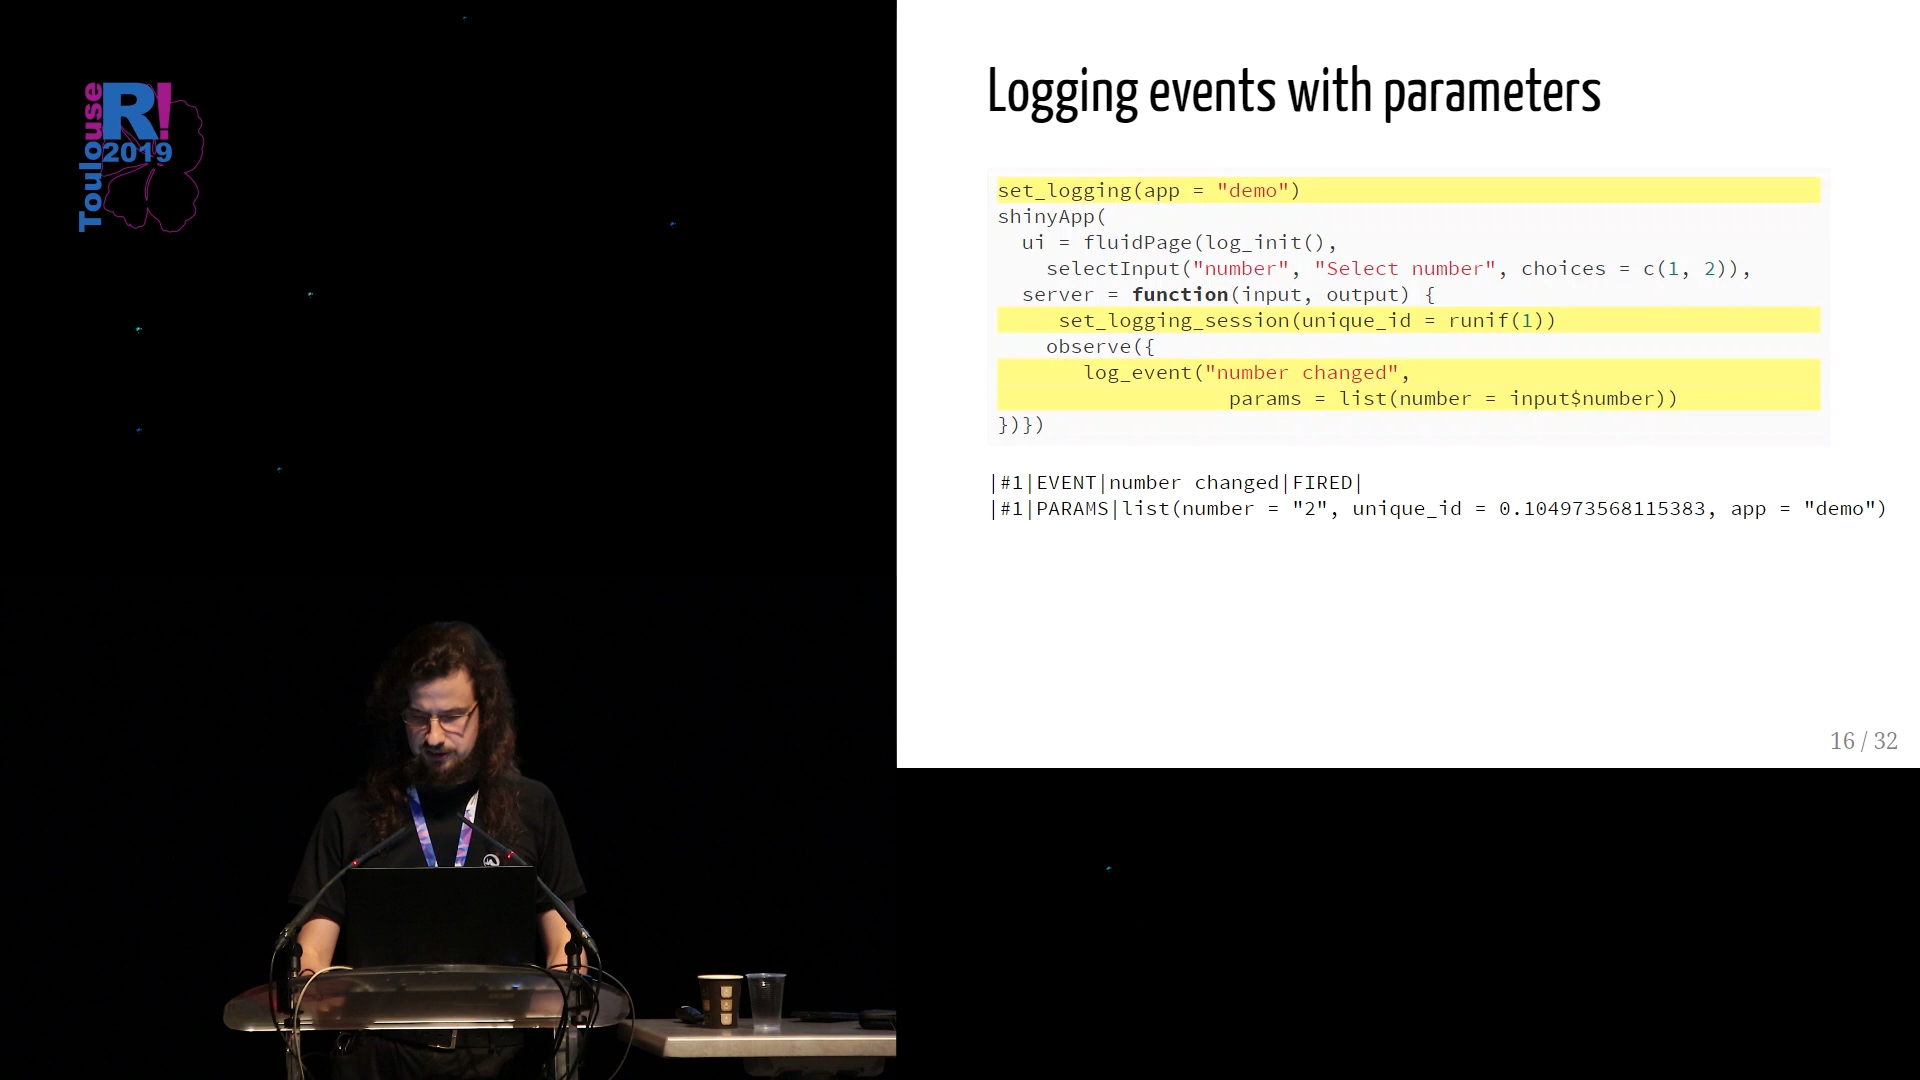 Toulouse
R!
2019
Logging events with parameters
set_logging(app = "demo")
shinyApp(
  ui = fluidPage(log_init(),
    selectInput("number", "Select number", choices = c(1, 2)),
  server = function(input, output) {
     set_logging_session(unique_id = runif(1))
    observe({
       log_event("number changed",
                   params = list(number = input$number))
})})
|#1|EVENT|number changed|FIRED|
|#1|PARAMS|list(number = "2", unique_id = 0.104973568115383, app = "demo")
16 / 32